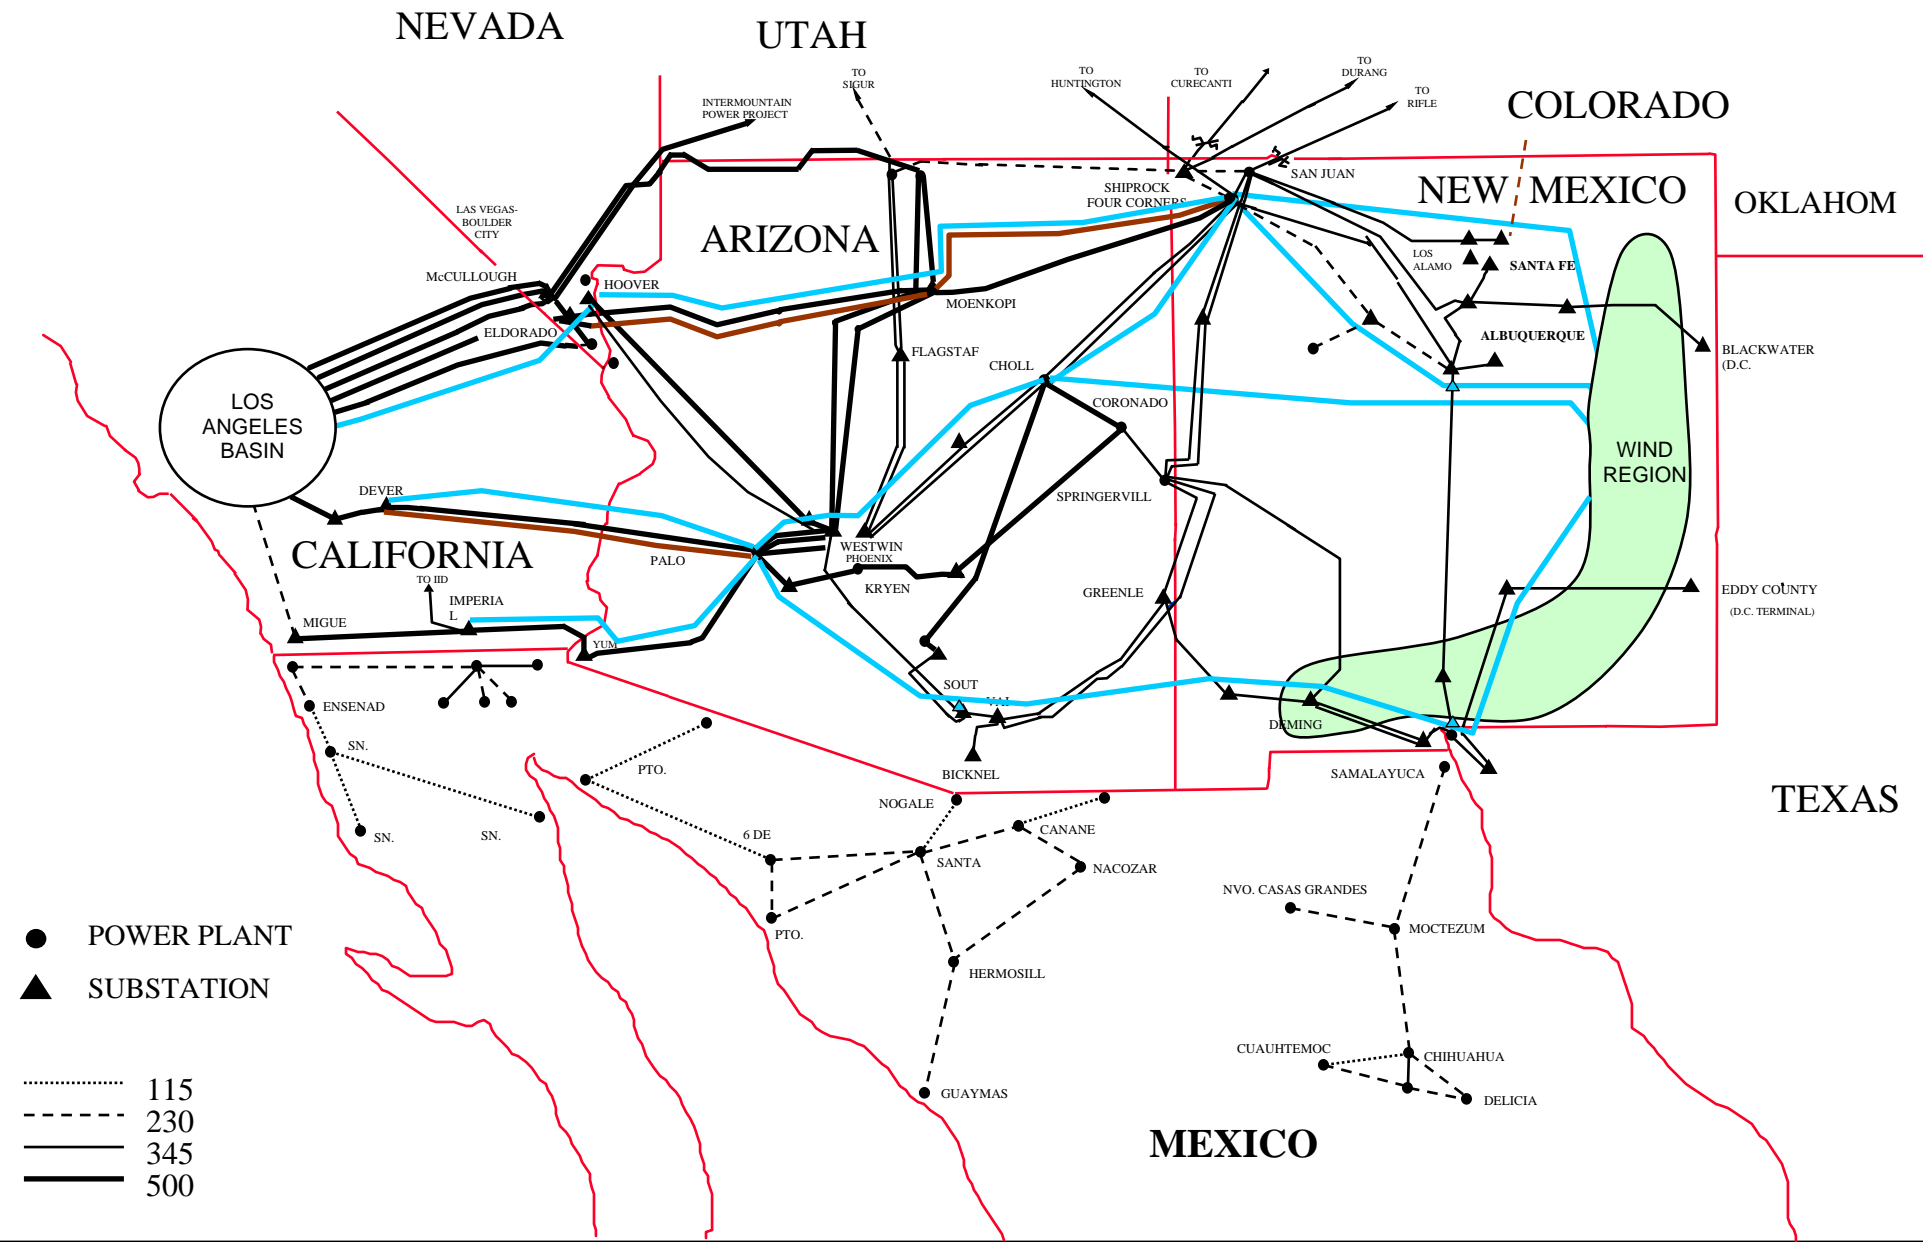 NEVADA
UTAH
TO
SIGUR
TO
HUNTINGTON
TO
CURECANTI
TO
DURANG
TO
RIFLE
COLORADO
INTERMOUNTAIN
POWER PROJECT
SAN JUAN
SHIPROCK
FOUR CORNERS
NEW MEXICO
OKLAHOM
LAS VEGAS-
BOULDER
CITY
ARIZONA
LOS
ALAMO
SANTA FE
McCULLOUGH
HOOVER
MOENKOPI
ELDORADO
ALBUQUERQUE
FLAGSTAF
BLACKWATER
(D.C.
CHOLL
CORONADO
LOS
ANGELES
BASIN
WIND
REGION
DEVER
SPRINGERVILL
CALIFORNIA
PALO
WESTWIN
PHOENIX
KRYEN
TO IID
IMPERIA
L
GREENLE
EDDY COUNTY
(D.C. TERMINAL)
MIGUE
YUM
SOUT
VAI
ENSENAD
DEMING
SN.
PTO.
BICKNEL
SAMALAYUCA
TEXAS
NOGALE
SN.
SN.
6 DE
CANANE
SANTA
NACOZAR
NVO. CASAS GRANDES
POWER PLANT
PTO.
MOCTEZUM
SUBSTATION
HERMOSILL
CUAUHTEMOC
CHIHUAHUA
115
GUAYMAS
DELICIA
230
345
MEXICO
500